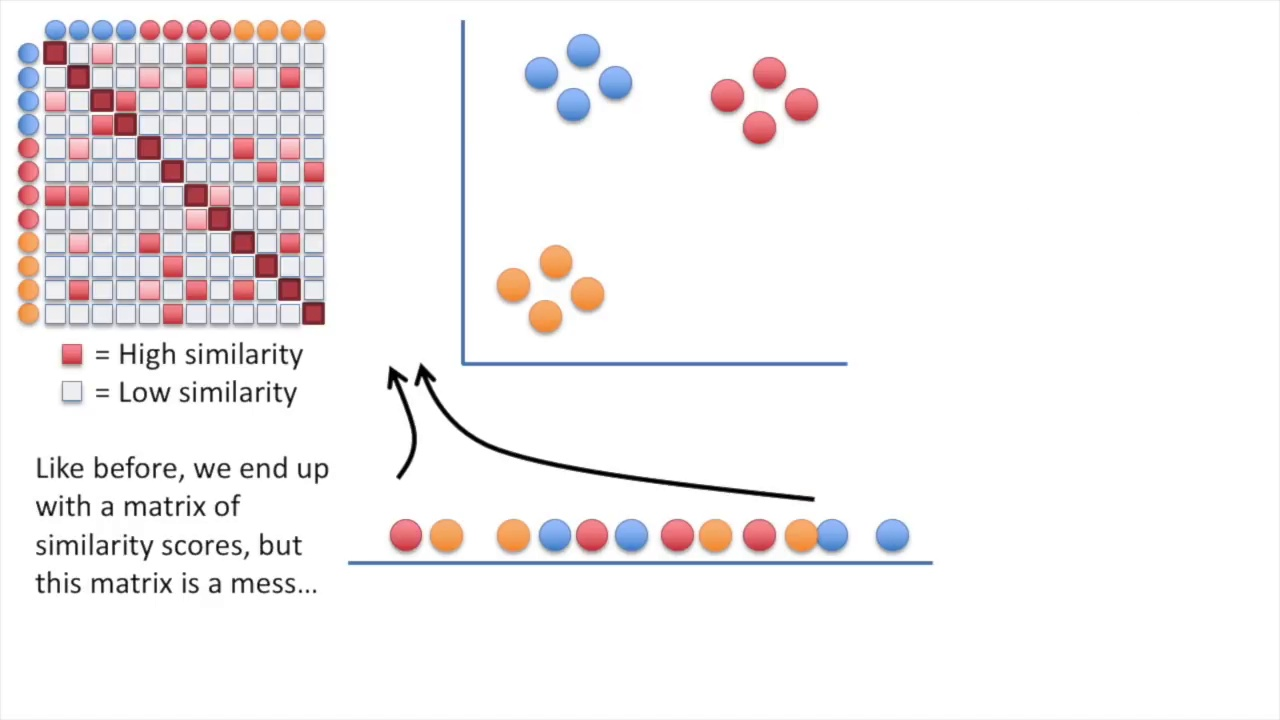 = High similarity
= Low similarity
Like before, we end up
with a matrix of
similarity scores, but
this matrix is a mess…